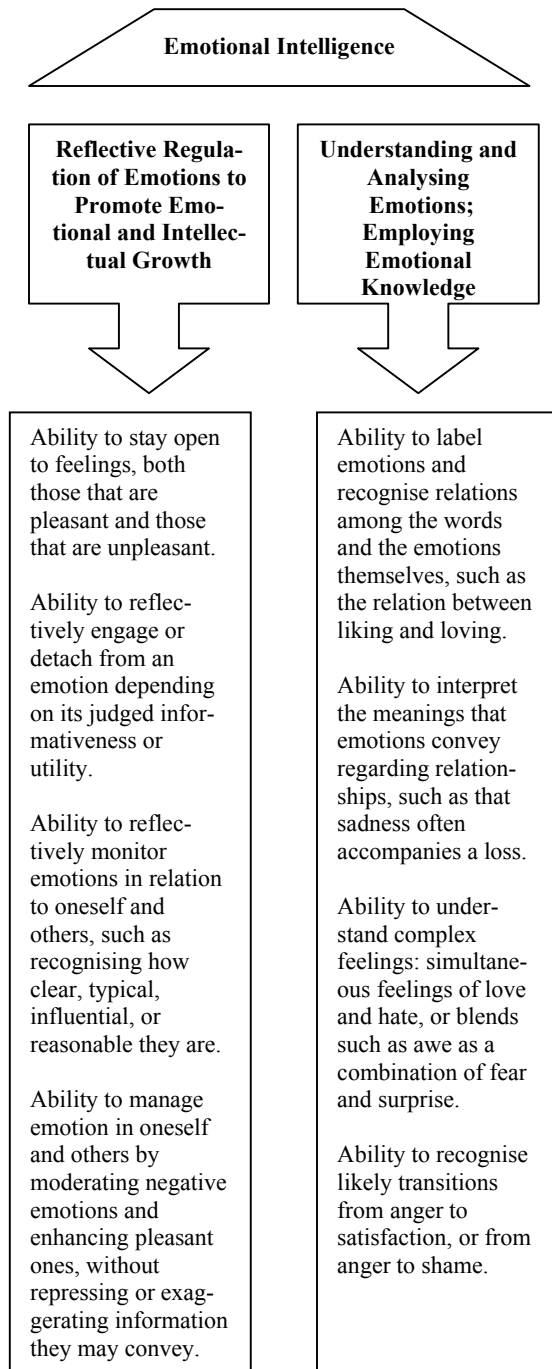 Emotional Intelligence
Reflective Regula-
tion of Emotions to
Promote Emo-
tional and Intellec-
tual Growth
Understanding and
Analysing
Emotions;
Employing
Emotional
Knowledge
Ability to stay open
to feelings, both
those that are
pleasant and those
that are unpleasant.
Ability to reflec-
tively engage or
detach from an
emotion depending
on its judged infor-
mativeness or
utility.
Ability to reflec-
tively monitor
emotions in relation
to oneself and
others, such as
recognising how
clear, typical,
influential, or
reasonable they are.
Ability to manage
emotion in oneself
and others by
moderating negative
emotions and
enhancing pleasant
ones, without
repressing or exag-
gerating information
they may convey.
Ability to label
emotions and
recognise relations
among the words
and the emotions
themselves, such as
the relation between
liking and loving.
Ability to interpret
the meanings that
emotions convey
regarding relation-
ships, such as that
sadness often
accompanies a loss.
Ability to under-
stand complex
feelings: simultane-
ous feelings of love
and hate, or blends
such as awe as a
combination of fear
and surprise.
Ability to recognise
likely transitions
from anger to
satisfaction, or from
anger to shame.